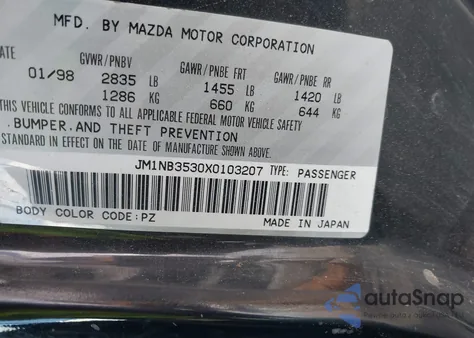 MFD. BY MAZDA MOTOR CORPORATION
DATE GVWR/PNBV GAWR/PNBE FRT GAWR/PNBE RR
01/98 2835 LB 1455 LB 1420 LB
1286 KG 660 KG 644 KG
THIS VEHICLE CONFORMS TO ALL APPLICABLE FEDERAL MOTOR VEHICLE SAFETY
.BUMPER.AND THEFT PREVENTION
STANDARD IN EFFECT ON THE DATE OF MANUFACTURE SHOWN ABOVE.
JM1NB3530X0103207 TYPE: PASSENGER
BODY COLOR CODE:PZ MADE IN JAPAN
autoSnap